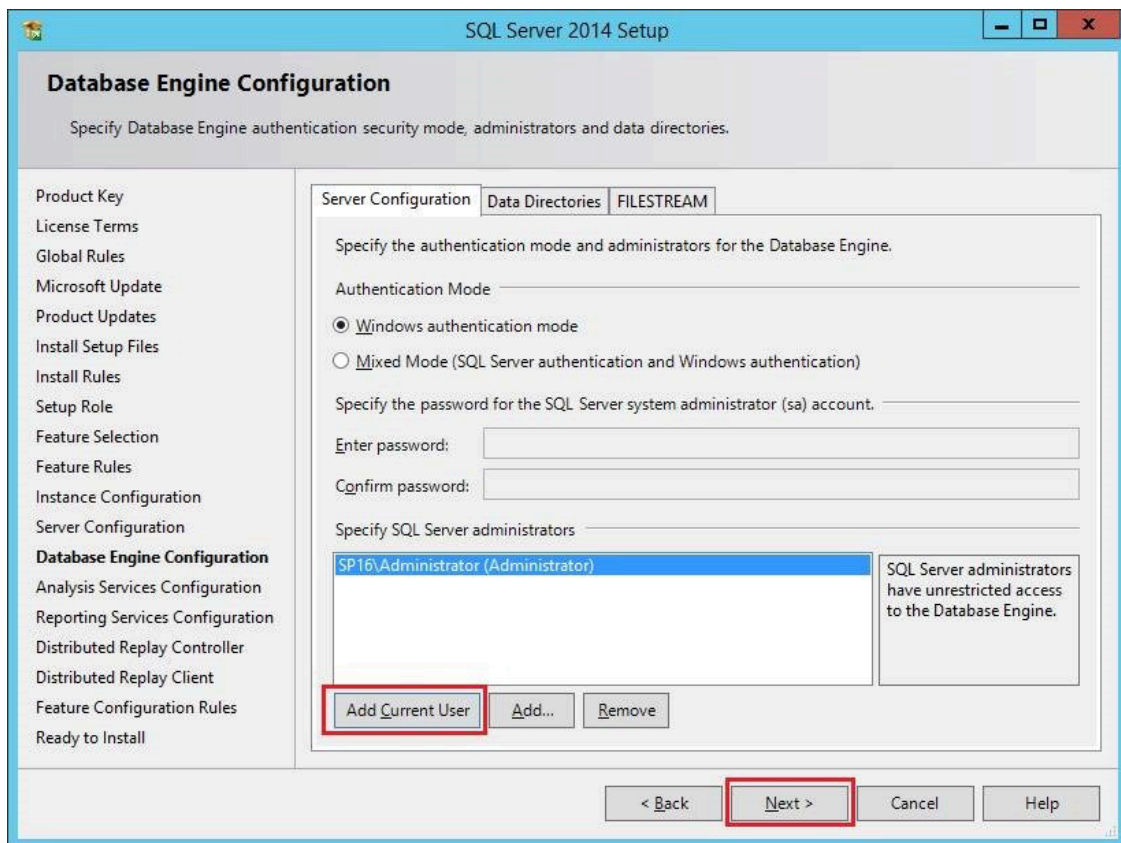 SQL Server 2014 Setup
Database Engine Configuration
Specify Database Engine authentication security mode, administrators and data directories.
Product Key
License Terms
Global Rules
Microsoft Update
Product Updates
Install Setup Files
Install Rules
Setup Role
Feature Selection
Feature Rules
Instance Configuration
Server Configuration
Database Engine Configuration
Analysis Services Configuration
Reporting Services Configuration
Distributed Replay Controller
Distributed Replay Client
Feature Configuration Rules
Ready to Install
Server Configuration Data Directories FILESTREAM
Specify the authentication mode and administrators for the Database Engine.
Authentication Mode
Windows authentication mode
Mixed Mode (SQL Server authentication and Windows authentication)
Specify the password for the SQL Server system administrator (sa) account.
Enter password:
Confirm password:
Specify SQL Server administrators
SP16\Administrator (Administrator)
SQL Server administrators
have unrestricted access
to the Database Engine.
Add Current User Add... Remove
< Back Next > Cancel Help